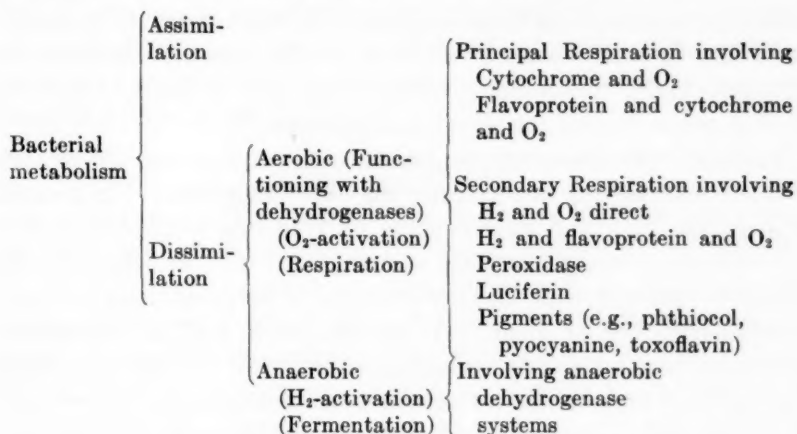 Bacterial
metabolism
Assimi-
lation
Dissimi-
lation
Aerobic (Func-
tioning with
dehydrogenases)
(O₂-activation)
(Respiration)
Principal Respiration involving
Cytochrome and O₂
Flavoprotein and cytochrome
and O₂
Secondary Respiration involving
H₂ and O₂ direct
H₂ and flavoprotein and O₂
Peroxidase
Luciferin
Pigments (e.g., phthiocol,
pyocyanine, toxoflavin)
Anaerobic
(H₂-activation)
(Fermentation)
Involving anaerobic
dehydrogenase
systems